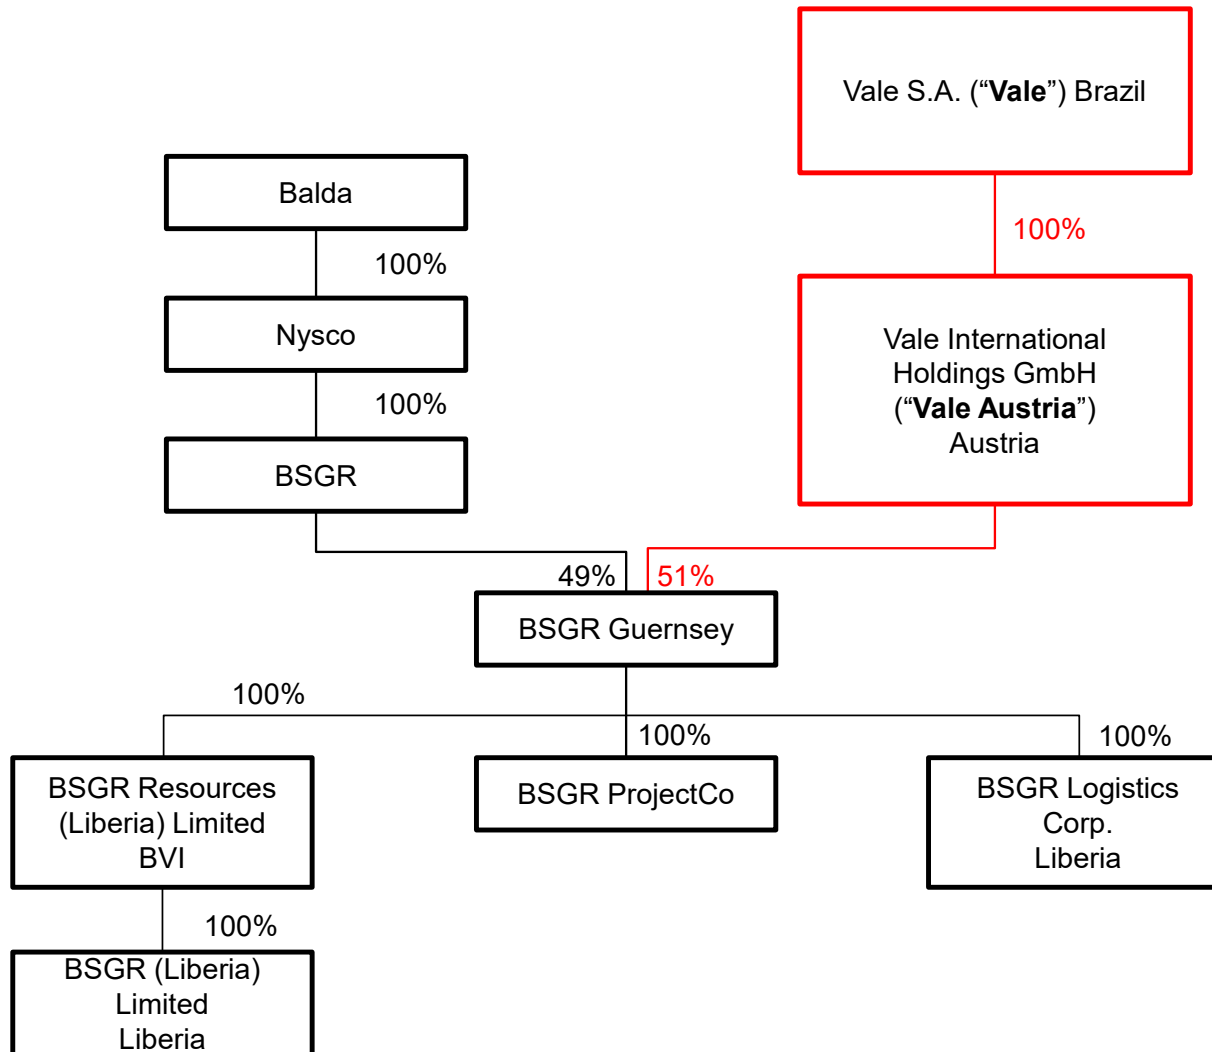 Vale S.A. (“Vale”) Brazil
Balda
100%
100%
Nysco
Vale International
Holdings GmbH
(“Vale Austria”)
Austria
100%
BSGR
49%
51%
BSGR Guernsey
100%
100%
100%
BSGR Resources
(Liberia) Limited
BVI
BSGR ProjectCo
BSGR Logistics
Corp.
Liberia
100%
BSGR (Liberia)
Limited
Liberia